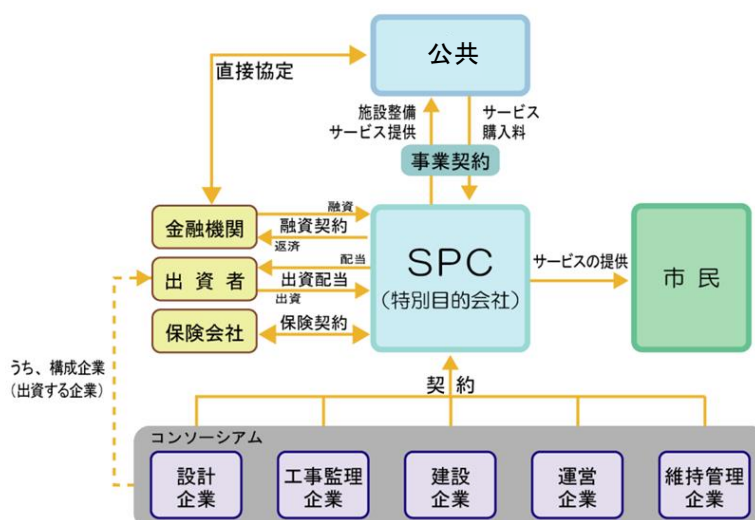 公共
直接協定
施設整備
サービス提供
サービス
購入料
事業契約
金融機関
融資
融資契約
返済
出資者
配当
出資配当
出資
保険会社
保険契約
SPC
(特別目的会社)
サービスの提供
市民
うち、構成企業
(出資する企業)
契約
コンソーシアム
設計
企業
工事監理
企業
建設
企業
運営
企業
維持管理
企業